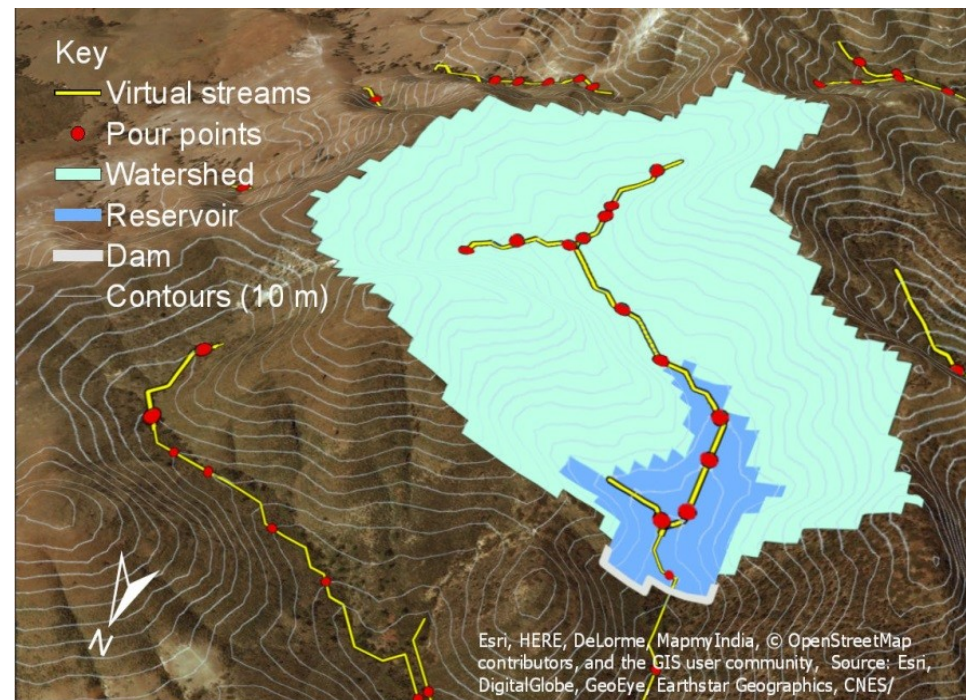 Key
Virtual streams
Pour points
Watershed
Reservoir
Dam
Contours (10 m)
N
Esri, HERE, DeLorme, MapmyIndia, © OpenStreetMap
contributors, and the GIS user community, Source: Esri,
DigitalGlobe, GeoEye, Earthstar Geographics, CNES/